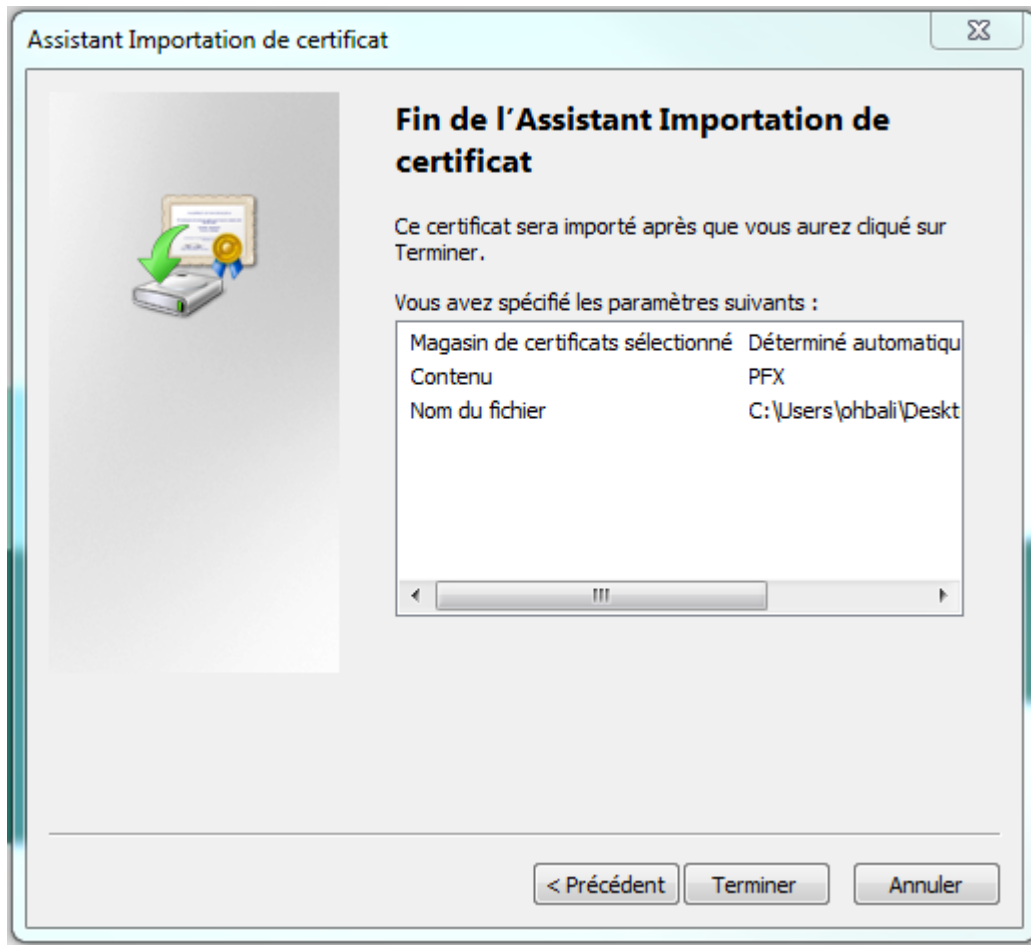 Assistant Importation de certificat
Fin de l'Assistant Importation de
certificat
Ce certificat sera importé après que vous aurez cliqué sur
Terminer.
Vous avez spécifié les paramètres suivants :
Magasin de certificats sélectionné Déterminé automatiqu
Contenu PFX
Nom du fichier C:\Users\ohbali\Deskt
< Précédent Terminer Annuler